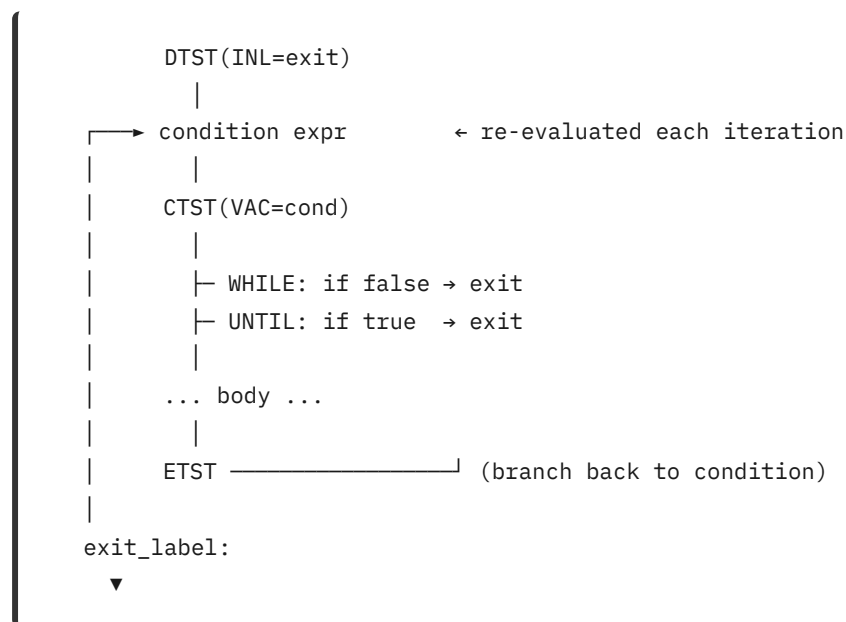 DTST(INL=exit)
│
┌──► condition expr ← re-evaluated each iteration
│ │
│ CTST(VAC=cond)
│ │
│ ├─ WHILE: if false → exit
│ ├─ UNTIL: if true → exit
│ │
│ ... body ...
│ │
│ ETST ─────────────────┘ (branch back to condition)
│
exit_label:
▼